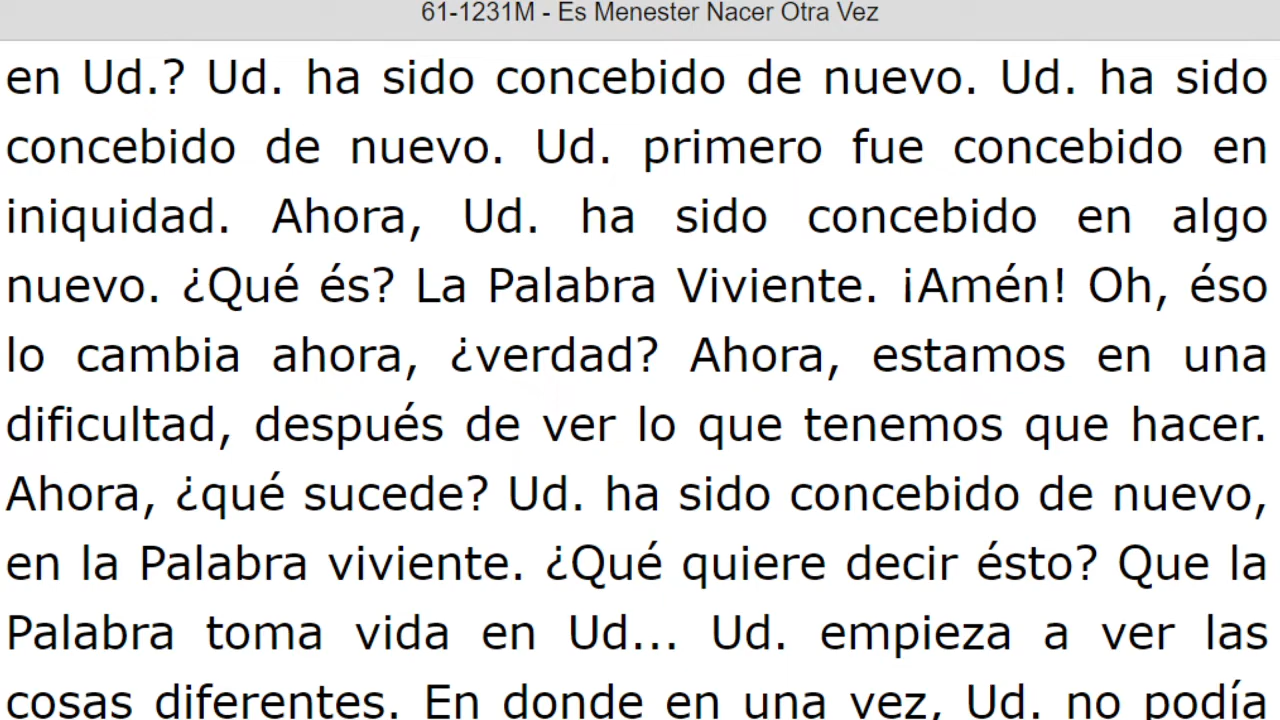 61-1231M - Es Menester Nacer Otra Vez
en Ud.? Ud. ha sido concebido de nuevo. Ud. ha sido
concebido de nuevo. Ud. primero fue concebido en
iniquidad. Ahora, Ud. ha sido concebido en algo
nuevo. ¿Qué és? La Palabra Viviente. ¡Amén! Oh, éso
lo cambia ahora, ¿verdad? Ahora, estamos en una
dificultad, después de ver lo que tenemos que hacer.
Ahora, ¿qué sucede? Ud. ha sido concebido de nuevo,
en la Palabra viviente. ¿Qué quiere decir ésto? Que la
Palabra toma vida en Ud... Ud. empieza a ver las
cosas diferentes. En donde en una vez, Ud. no podía